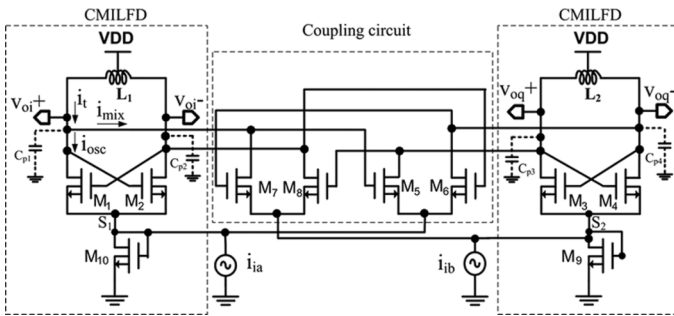 CMILFD
Coupling circuit
CMILFD
VDD
VDD
L1
L2
Voi+
Voi-
Voq+
Voq-
it
imix
iosc
Cp1
Cp2
Cp3
Cp4
M1
M2
M7
M8
M5
M6
M3
M4
S1
S2
M10
M9
iia
iib